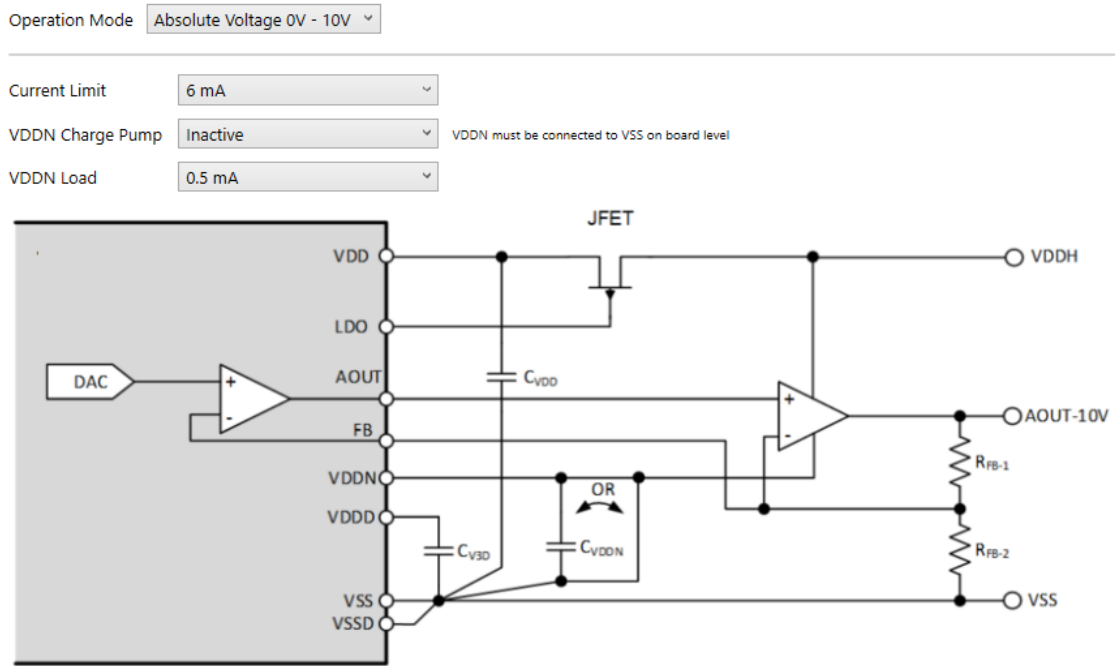 Operation Mode Absolute Voltage 0V - 10V
Current Limit 6 mA
VDDN Charge Pump Inactive VDDN must be connected to VSS on board level
VDDN Load 0.5 mA
JFET
VDD VDDH
LDO
DAC + - AOUT CVDD + - AOUT-10V
FB
RFB-1
VDDN OR
VDDD
CV3D CVDDN RFB-2
VSS VSS
VSSD